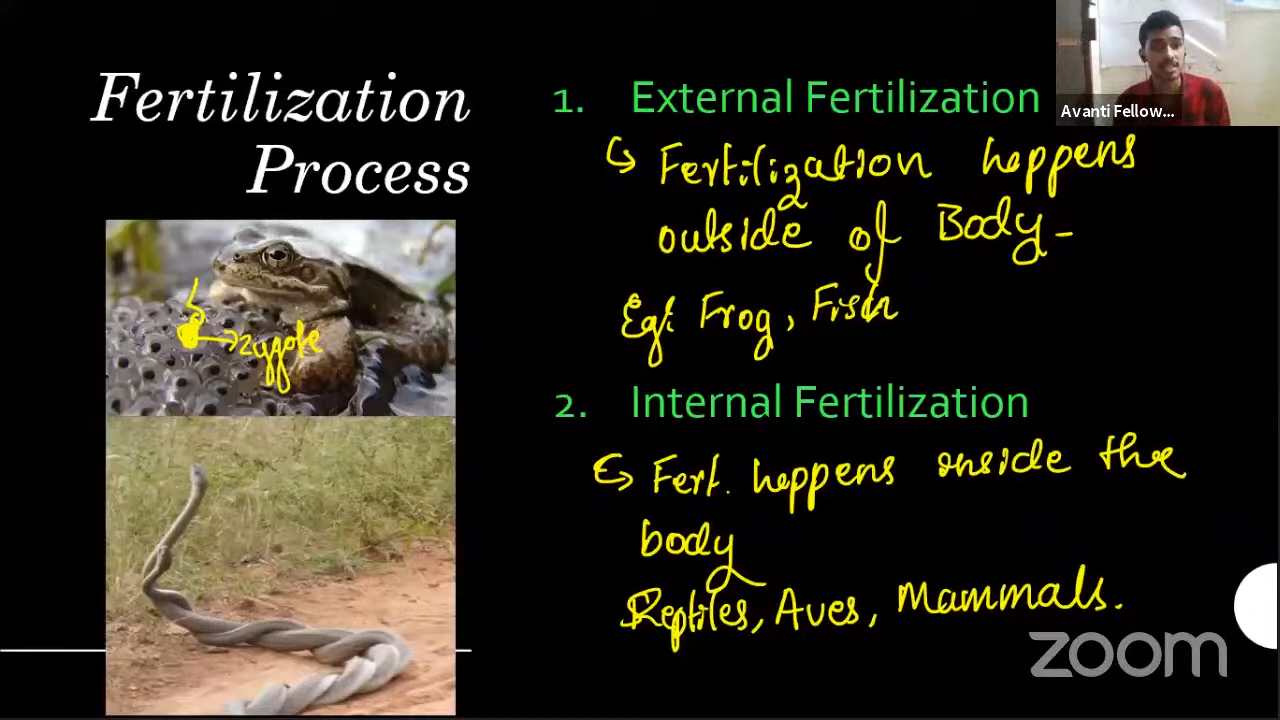 Fertilization
Process
zygote
1. External Fertilization
Fertilization happens
outside of Body-
Eg: Frog, Fish
2. Internal Fertilization
Fert. happens inside the
body
Reptiles, Aves, Mammals.
Avanti Fellow...
zoom